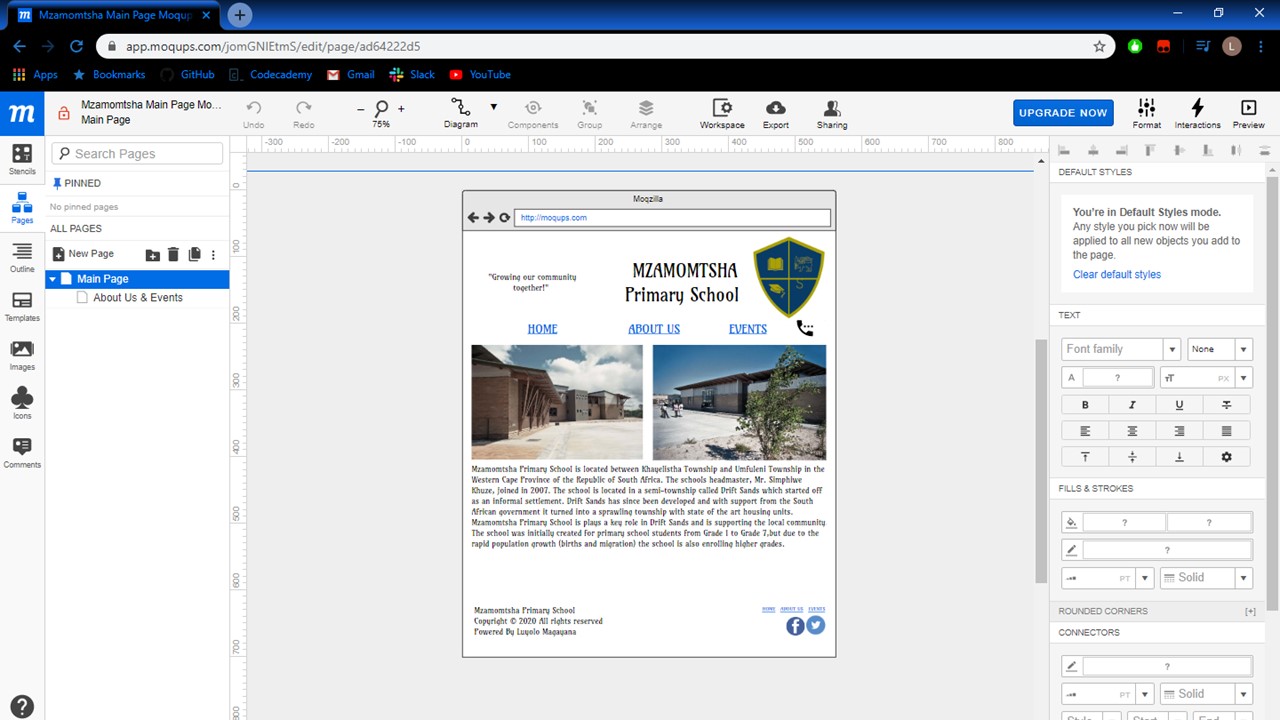 Mzamomtsha Main Page Moqup
app.moqups.com/jomGNIEtmS/edit/page/ad64222d5
L
Apps Bookmarks GitHub Codecademy Gmail Slack YouTube
m
Mzamomtsha Main Page Mo...
Main Page
Undo Redo 75% Diagram Components Group Arrange Workspace Export Sharing UPGRADE NOW Format Interactions Preview
Stencils
Pages
Outline
Templates
Images
Icons
Comments
Search Pages
PINNED
No pinned pages
ALL PAGES
New Page
Main Page
About Us & Events
-300 -200 -100 0 100 200 300 400 500 600 700 800
0
100
200
300
400
500
600
700
800
Moqzilla
http://moqups.com
"Growing our community
together!"
MZAMOMTSHA
Primary School
S
HOME ABOUT US EVENTS
Mzamomtsha Primary School is located between Khayelistha Township and Umfuleni Township in the
Western Cape Province of the Republic of South Africa. The schools headmaster, Mr. Simphiwe
Khuze, joined in 2007. The school is located in a semi-township called Drift Sands which started off
as an informal settlement. Drift Sands has since been developed and with support from the South
African government it turned into a sprawling township with state of the art housing units.
Mzamomtsha Primary School is plays a key role in Drift Sands and is supporting the local community
The school was initially created for primary school students from Grade 1 to Grade 7,but due to the
rapid population growth (births and migration) the school is also enrolling higher grades.
Mzamomtsha Primary School
Copyright © 2020 All rights reserved
Powered By Luyolo Magayana
HOME ABOUT US EVENTS
DEFAULT STYLES
You're in Default Styles mode.
Any style you pick now will be
applied to all new objects you add to
the page.
Clear default styles
TEXT
Font family None
A ? TT PX
B I U T
FILLS & STROKES
? ?
?
PT Solid
ROUNDED CORNERS [+]
CONNECTORS
?
PT Solid
Style Start End